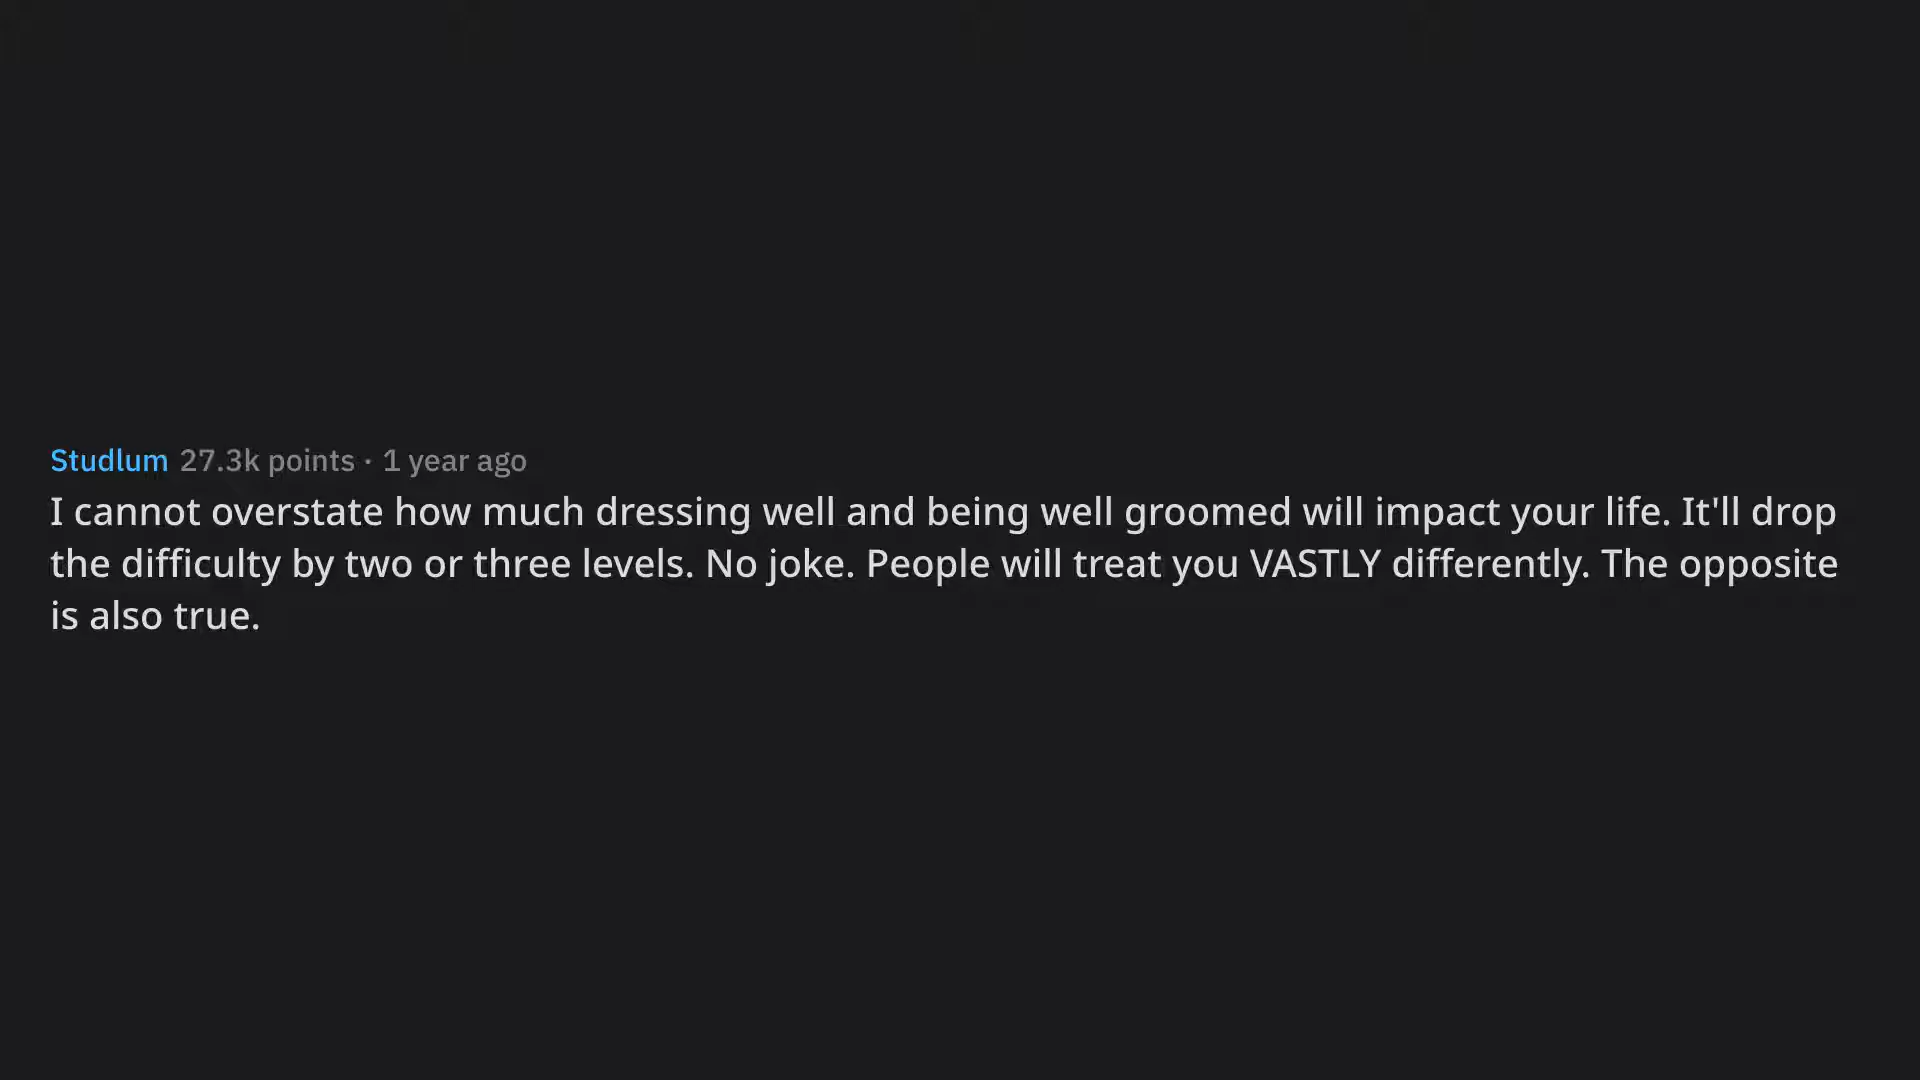 Studlum 27.3k points · 1 year ago
I cannot overstate how much dressing well and being well groomed will impact your life. It'll drop
the difficulty by two or three levels. No joke. People will treat you VASTLY differently. The opposite
is also true.